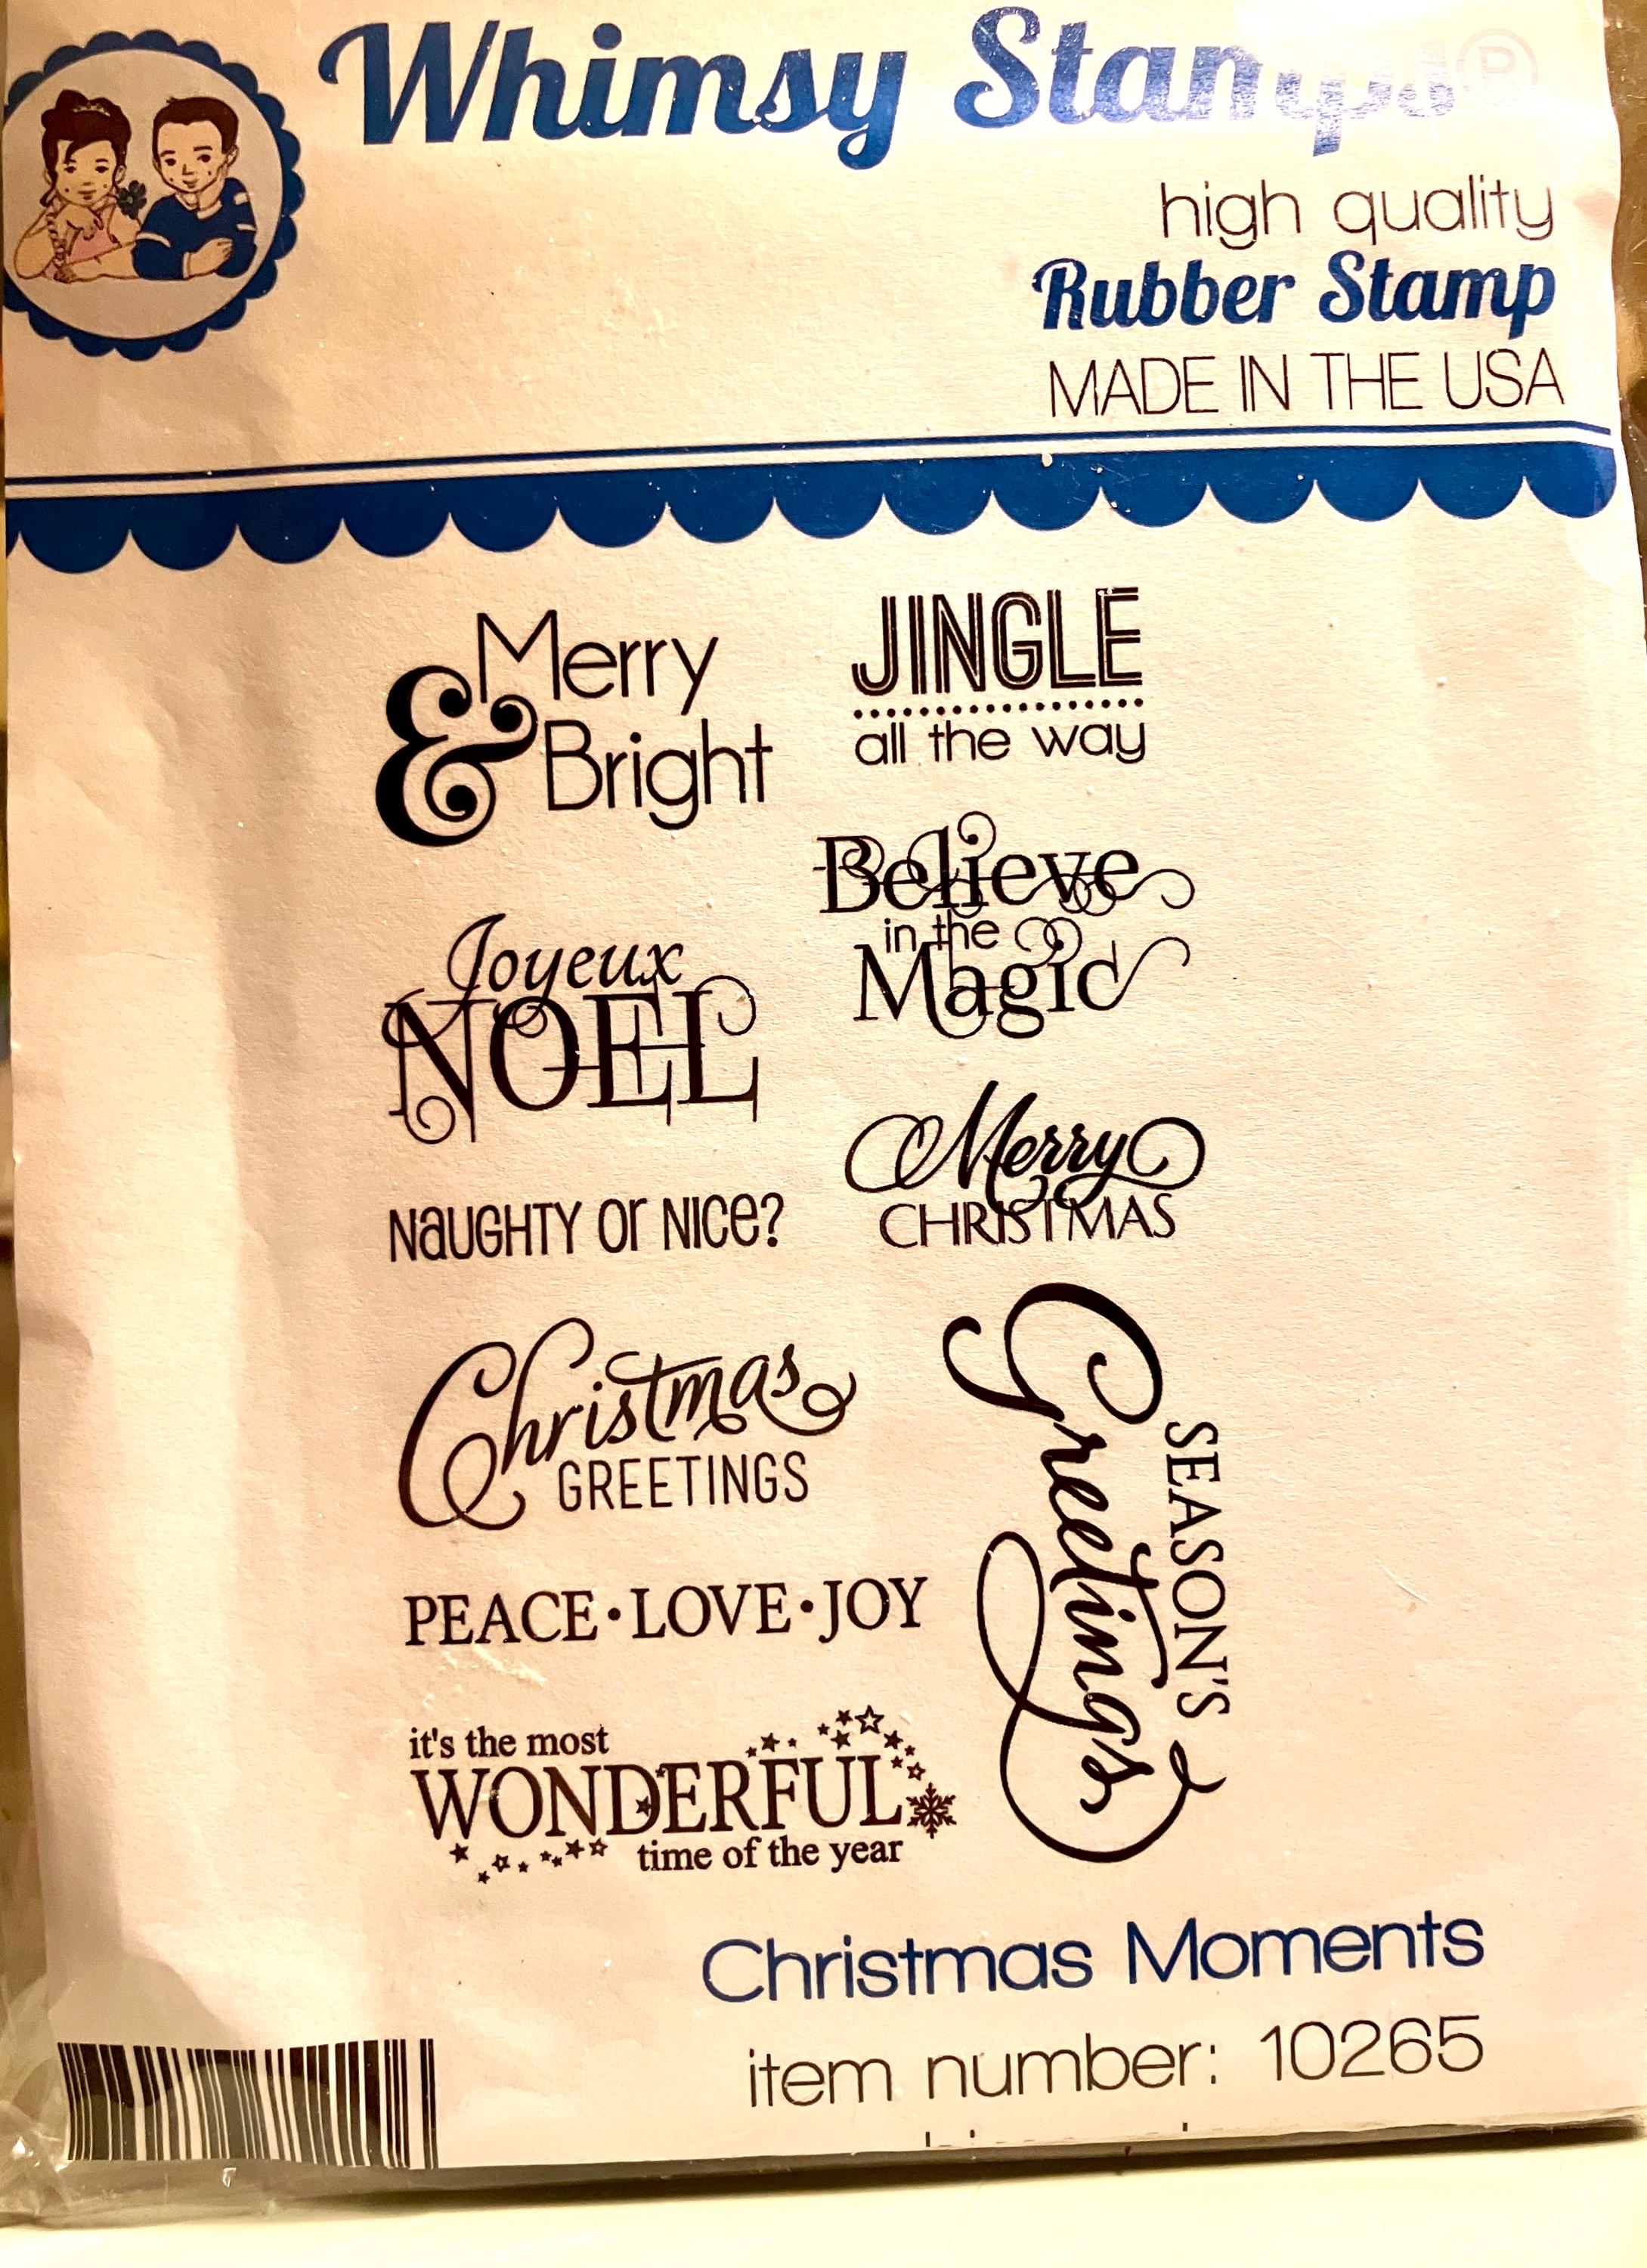 Whimsy Stamps®
high quality
Rubber Stamp
MADE IN THE USA
Merry
& Bright
JINGLE
all the way
Believe
in the
Magic
Joyeux
NOEL
Merry
CHRISTMAS
NaUGHTY Or NICe?
Christmas
GREETINGS
SEASON'S
Greetings
PEACE•LOVE•JOY
it's the most
WONDERFUL
time of the year
Christmas Moments
item number: 10265